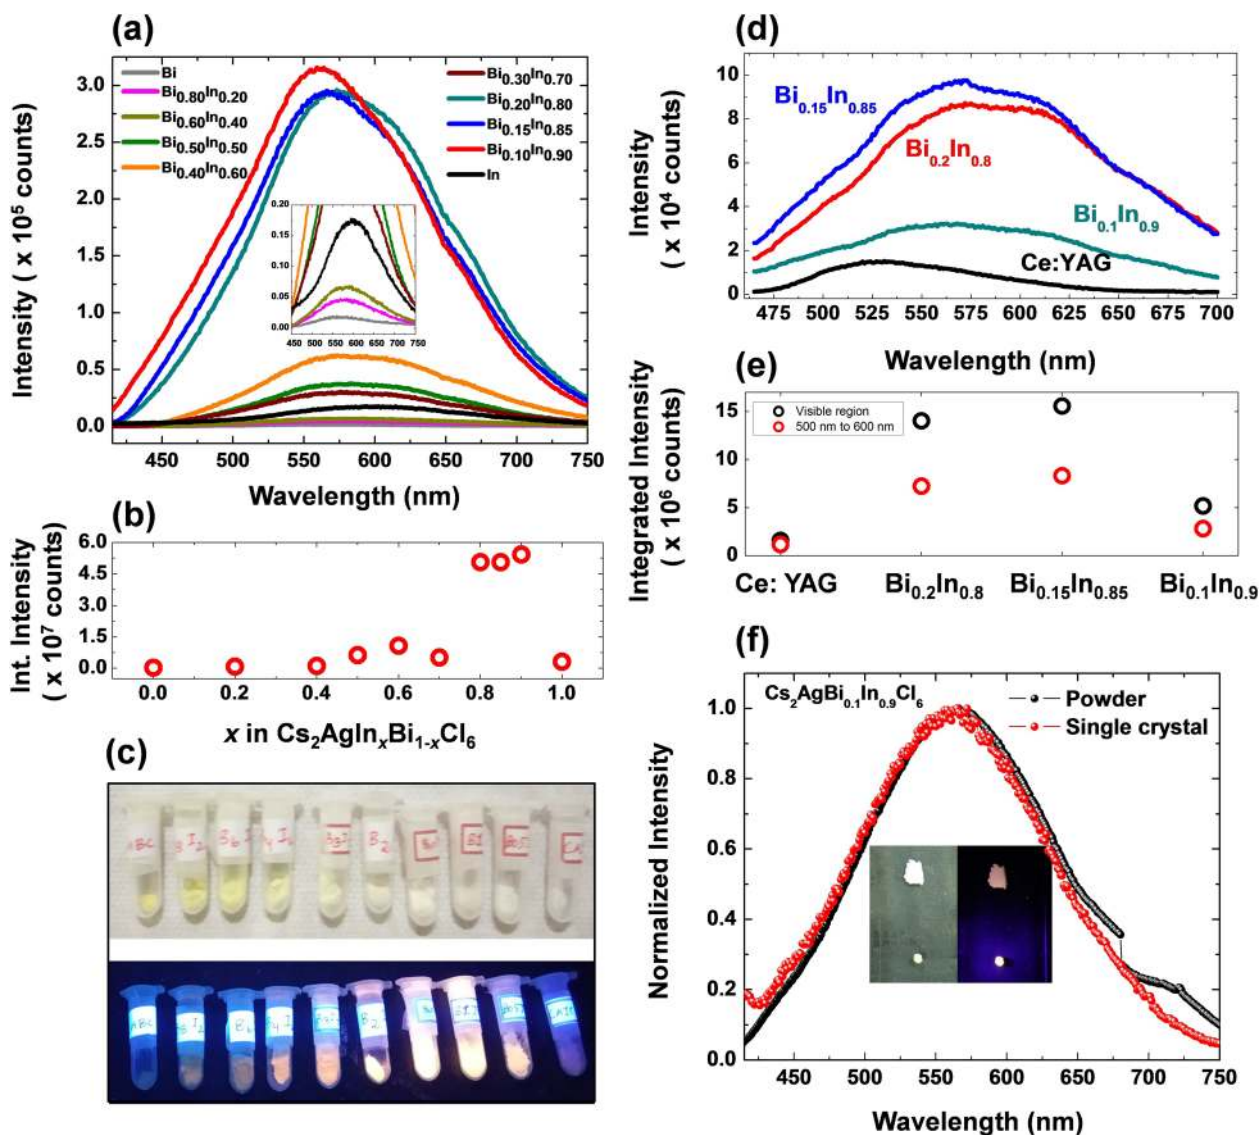 (a)
Intensity ( x 10⁵ counts)
3.0
2.5
2.0
1.5
1.0
0.5
0.0
Bi
Bi₀.₈₀In₀.₂₀
Bi₀.₆₀In₀.₄₀
Bi₀.₅₀In₀.₅₀
Bi₀.₄₀In₀.₆₀
Bi₀.₃₀In₀.₇₀
Bi₀.₂₀In₀.₈₀
Bi₀.₁₅In₀.₈₅
Bi₀.₁₀In₀.₉₀
In
0.20
0.15
0.10
0.05
0.00
450 500 550 600 650 700 750
450 500 550 600 650 700 750
Wavelength (nm)
(b)
Int. Intensity
( x 10⁷ counts)
6.0
4.5
3.0
1.5
0.0
0.0 0.2 0.4 0.6 0.8 1.0
x in Cs₂AgInₓBi₁₋ₓCl₆
(c)
ABC
B2
(d)
Intensity
( x 10⁴ counts)
10
8
6
4
2
0
Bi₀.₁₅In₀.₈₅
Bi₀.₂In₀.₈
Bi₀.₁In₀.₉
Ce:YAG
475 500 525 550 575 600 625 650 675 700
Wavelength (nm)
(e)
Integrated Intensity
( x 10⁶ counts)
15
10
5
0
Visible region
500 nm to 600 nm
Ce: YAG Bi₀.₂In₀.₈ Bi₀.₁₅In₀.₈₅ Bi₀.₁In₀.₉
(f)
Normalized Intensity
1.0
0.8
0.6
0.4
0.2
0.0
Cs₂AgBi₀.₁In₀.₉Cl₆
Powder
Single crystal
450 500 550 600 650 700 750
Wavelength (nm)